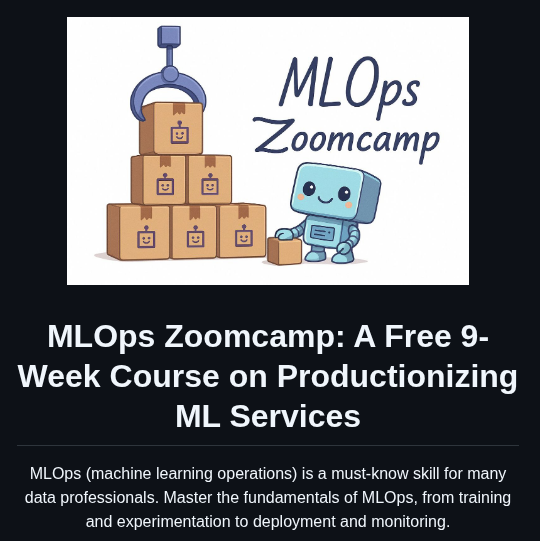 MLOps
Zoomcamp
MLOps Zoomcamp: A Free 9-
Week Course on Productionizing
ML Services
MLOps (machine learning operations) is a must-know skill for many
data professionals. Master the fundamentals of MLOps, from training
and experimentation to deployment and monitoring.